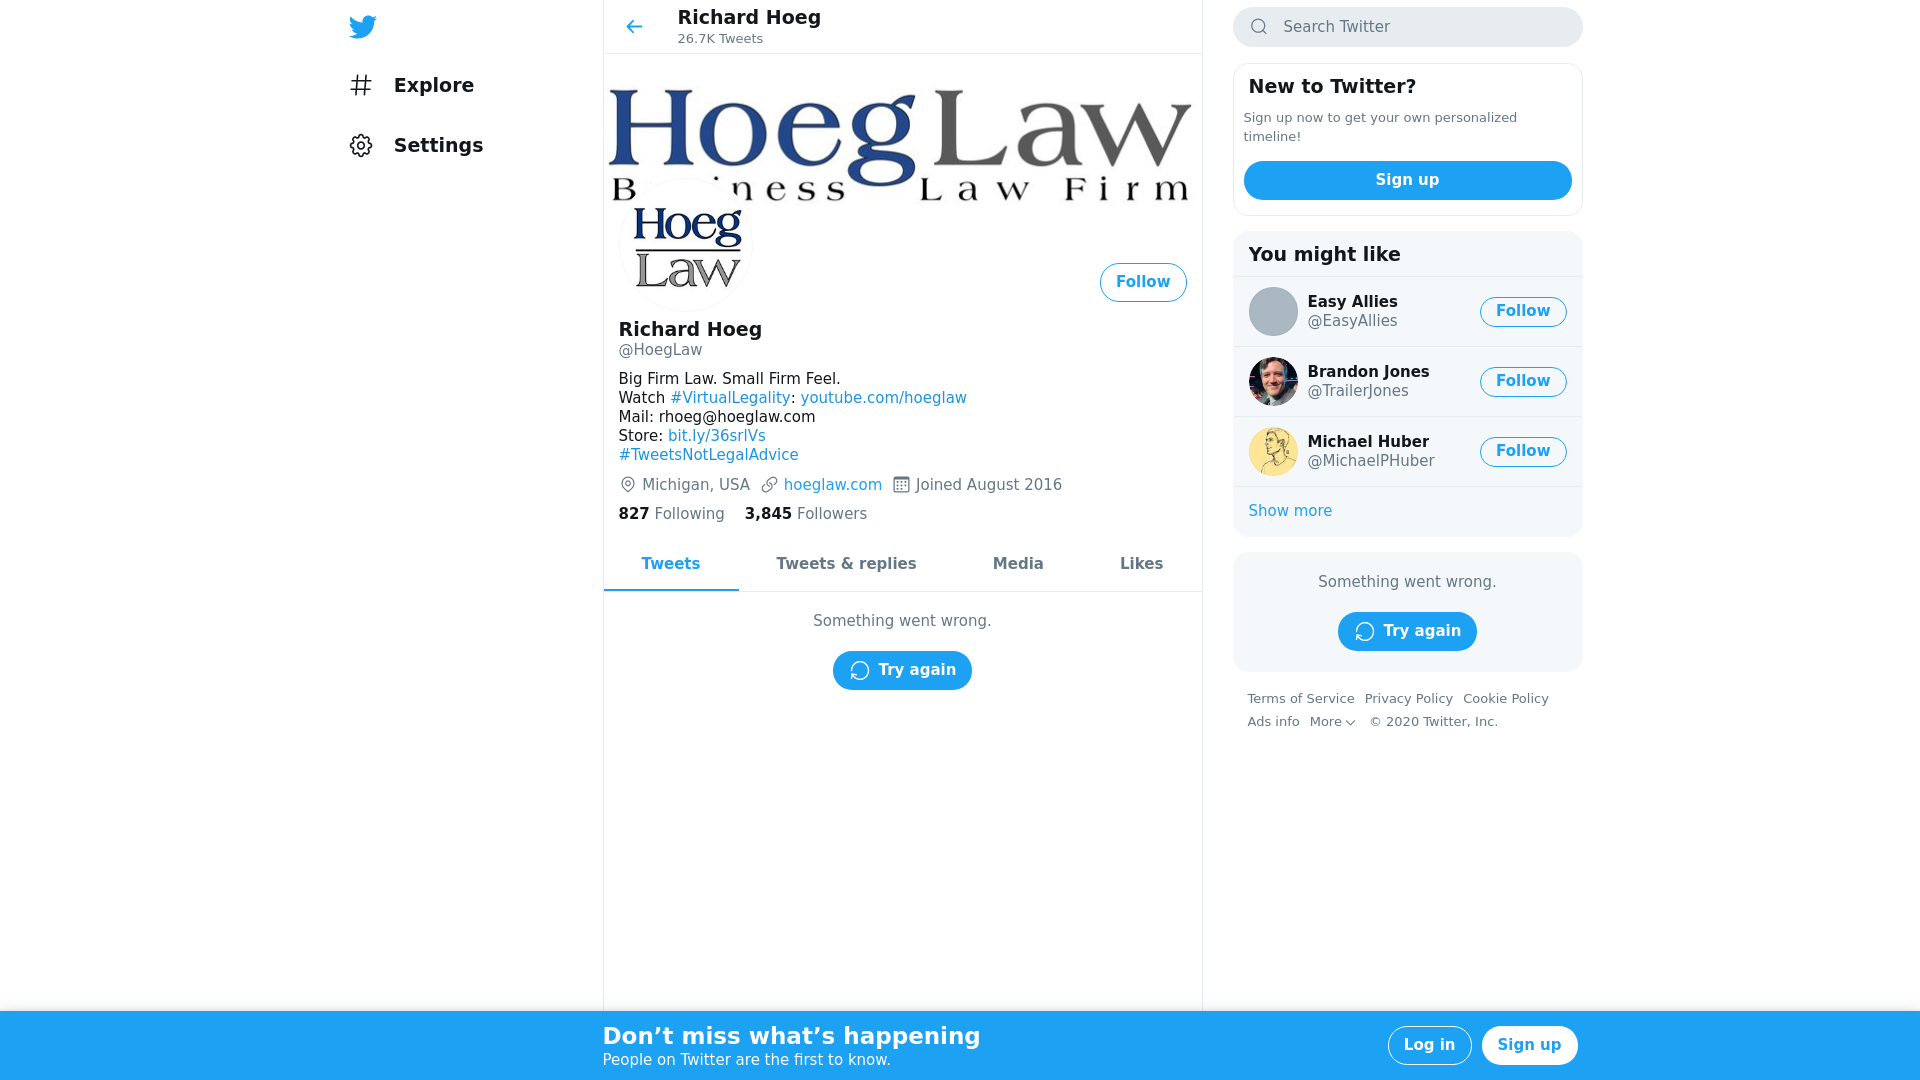 Explore
Settings
Richard Hoeg
26.7K Tweets
HoegLaw
B ness Law Firm
Hoeg
Law
Follow
Richard Hoeg
@HoegLaw
Big Firm Law. Small Firm Feel.
Watch #VirtualLegality: youtube.com/hoeglaw
Mail: rhoeg@hoeglaw.com
Store: bit.ly/36srlVs
#TweetsNotLegalAdvice
Michigan, USA hoeglaw.com Joined August 2016
827 Following 3,845 Followers
Tweets Tweets & replies Media Likes
Something went wrong.
Try again
Search Twitter
New to Twitter?
Sign up now to get your own personalized
timeline!
Sign up
You might like
Easy Allies
@EasyAllies
Follow
Brandon Jones
@TrailerJones
Follow
Michael Huber
@MichaelPHuber
Follow
Show more
Something went wrong.
Try again
Terms of Service Privacy Policy Cookie Policy
Ads info More © 2020 Twitter, Inc.
Don’t miss what’s happening
People on Twitter are the first to know.
Log in Sign up